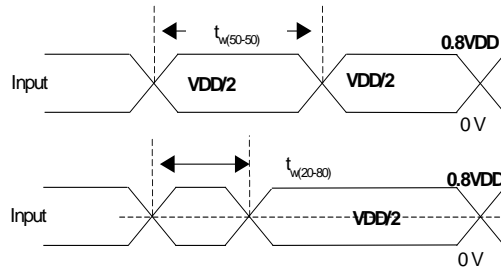 tw(50-50)
0.8VDD
Input
VDD/2
VDD/2
0 V
tw(20-80)
0.8VDD
Input
VDD/2
0 V